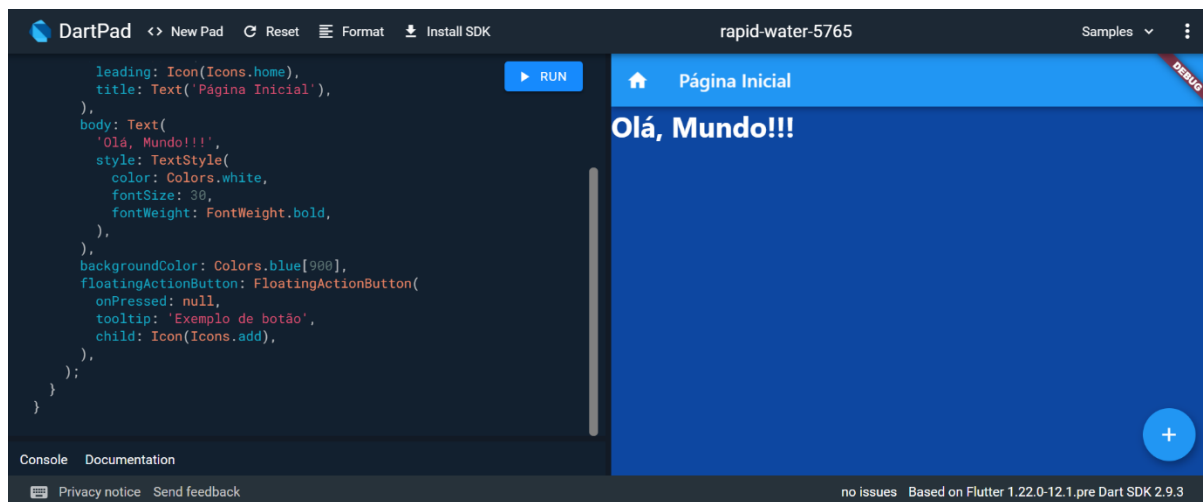 DartPad <> New Pad Reset Format Install SDK rapid-water-5765 Samples
leading: Icon(Icons.home),
title: Text('Página Inicial'),
),
body: Text(
'Olá, Mundo!!!',
style: TextStyle(
color: Colors.white,
fontSize: 30,
fontWeight: FontWeight.bold,
),
),
backgroundColor: Colors.blue[900],
floatingActionButton: FloatingActionButton(
onPressed: null,
tooltip: 'Exemplo de botão',
child: Icon(Icons.add),
),
);
}
}
RUN
Console Documentation
Página Inicial
DEBUG
Olá, Mundo!!!
+
Privacy notice Send feedback no issues Based on Flutter 1.22.0-12.1.pre Dart SDK 2.9.3